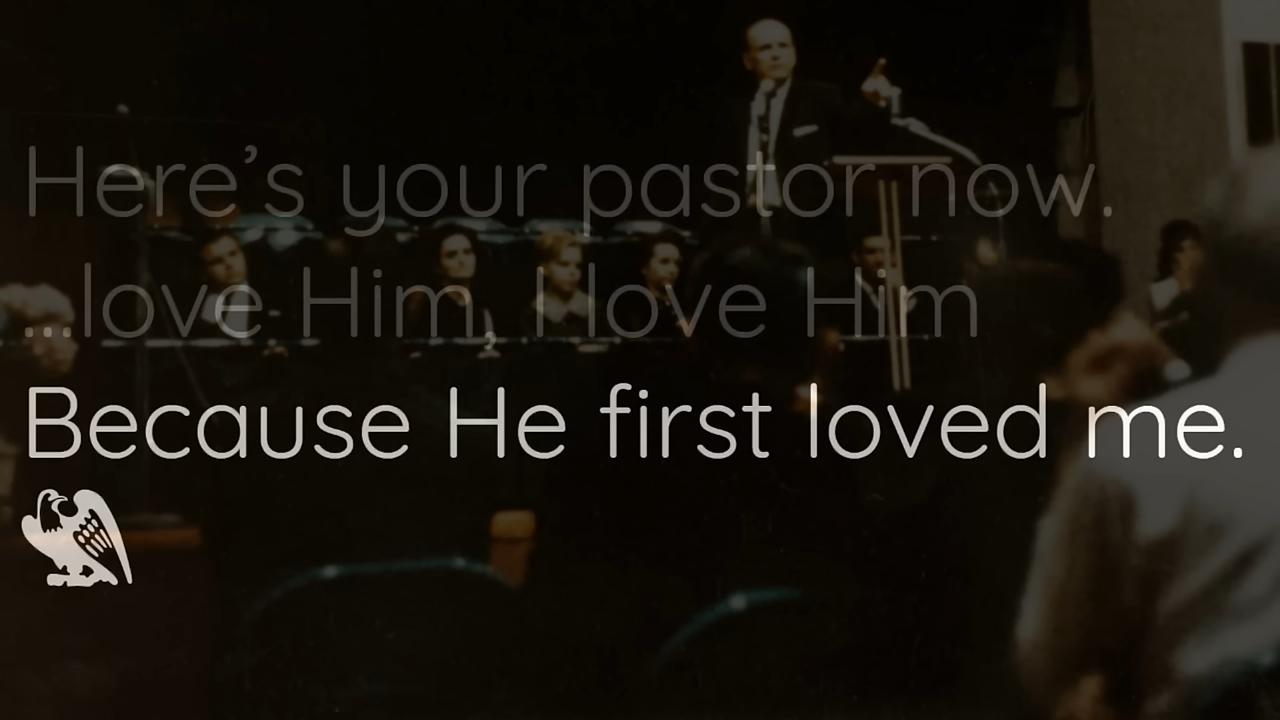 Here’s your pastor now.
...love Him, I love Him
Because He first loved me.